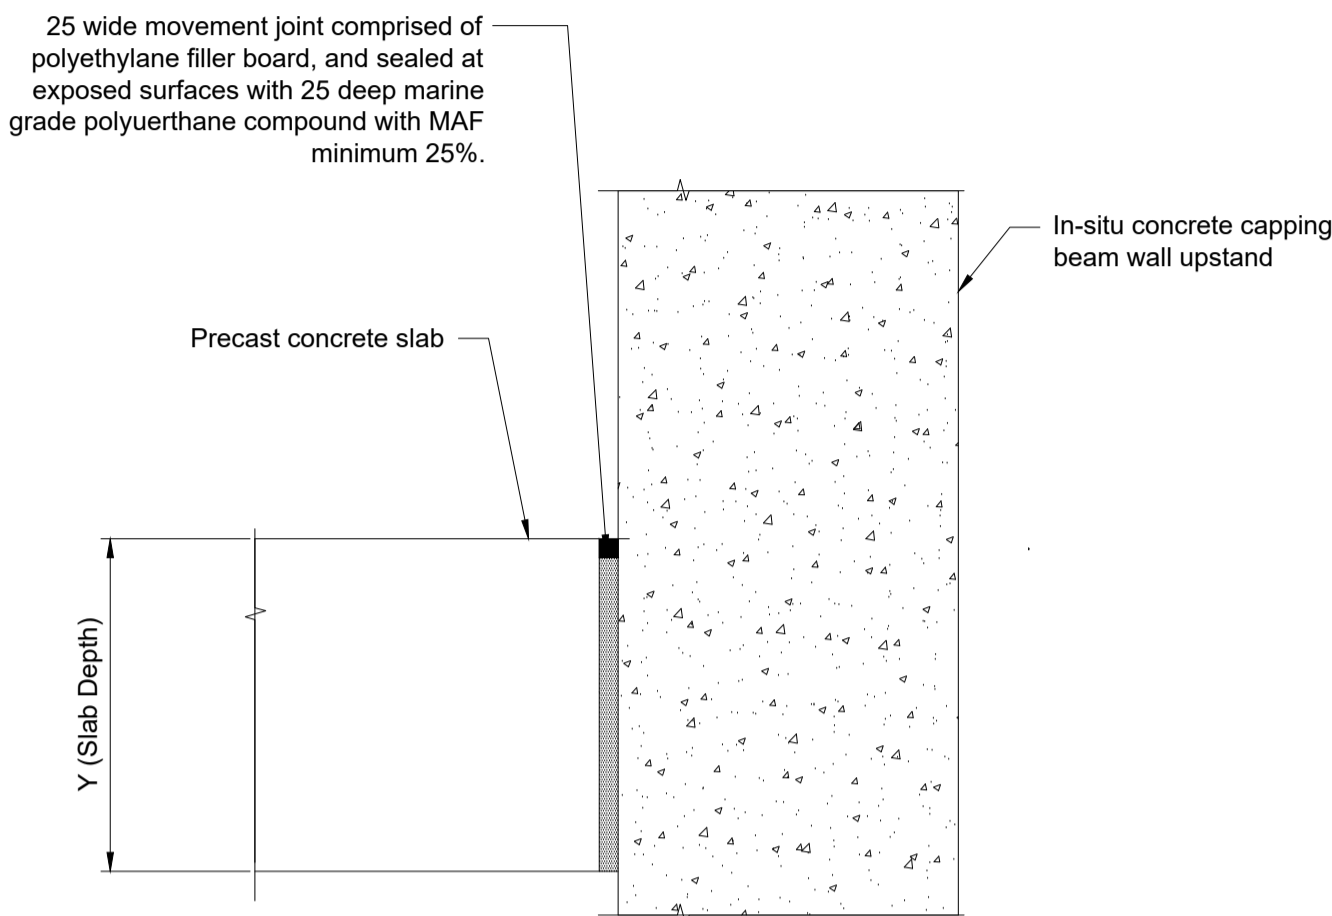 25 wide movement joint comprised of
polyethylane filler board, and sealed at
exposed surfaces with 25 deep marine
grade polyuerthane compound with MAF
minimum 25%.
In-situ concrete capping
beam wall upstand
Precast concrete slab
Y (Slab Depth)